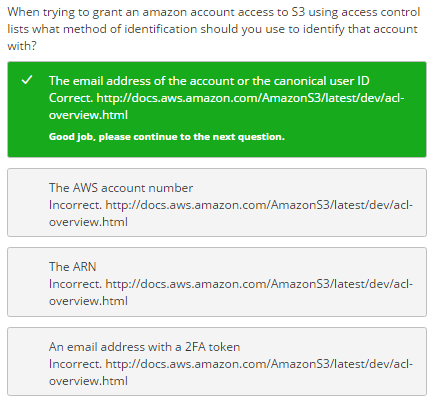 When trying to grant an amazon account access to S3 using access control
lists what method of identification should you use to identify that account
with?
The email address of the account or the canonical user ID
Correct. http://docs.aws.amazon.com/AmazonS3/latest/dev/acl-
overview.html
Good job, please continue to the next question.
The AWS account number
Incorrect. http://docs.aws.amazon.com/AmazonS3/latest/dev/acl-
overview.html
The ARN
Incorrect. http://docs.aws.amazon.com/AmazonS3/latest/dev/acl-
overview.html
An email address with a 2FA token
Incorrect. http://docs.aws.amazon.com/AmazonS3/latest/dev/acl-
overview.html